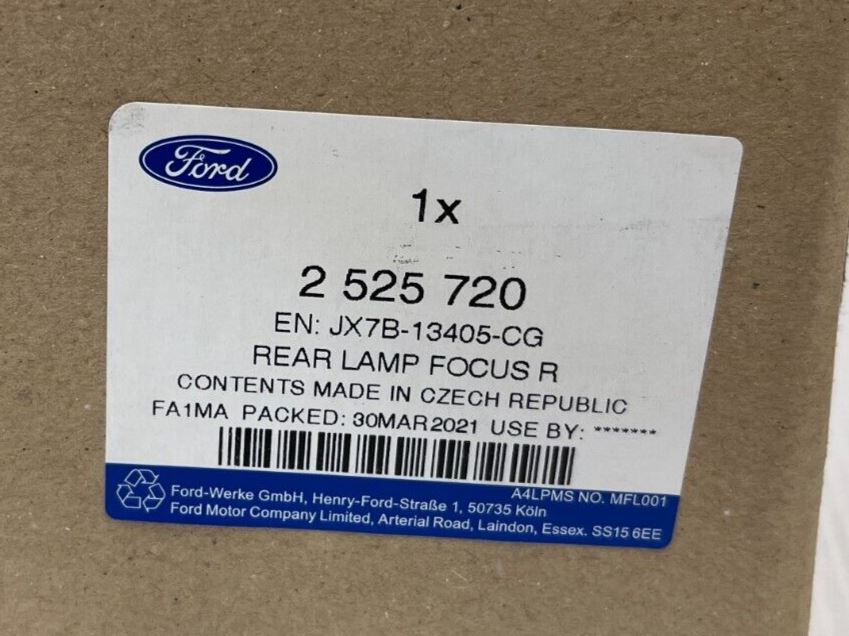 Ford
1x
2 525 720
EN: JX7B-13405-CG
REAR LAMP FOCUS R
CONTENTS MADE IN CZECH REPUBLIC
FA1MA PACKED: 30MAR2021 USE BY: *******
A4LPMS NO. MFL001
Ford-Werke GmbH, Henry-Ford-Straße 1, 50735 Köln
Ford Motor Company Limited, Arterial Road, Laindon, Essex. SS15 6EE